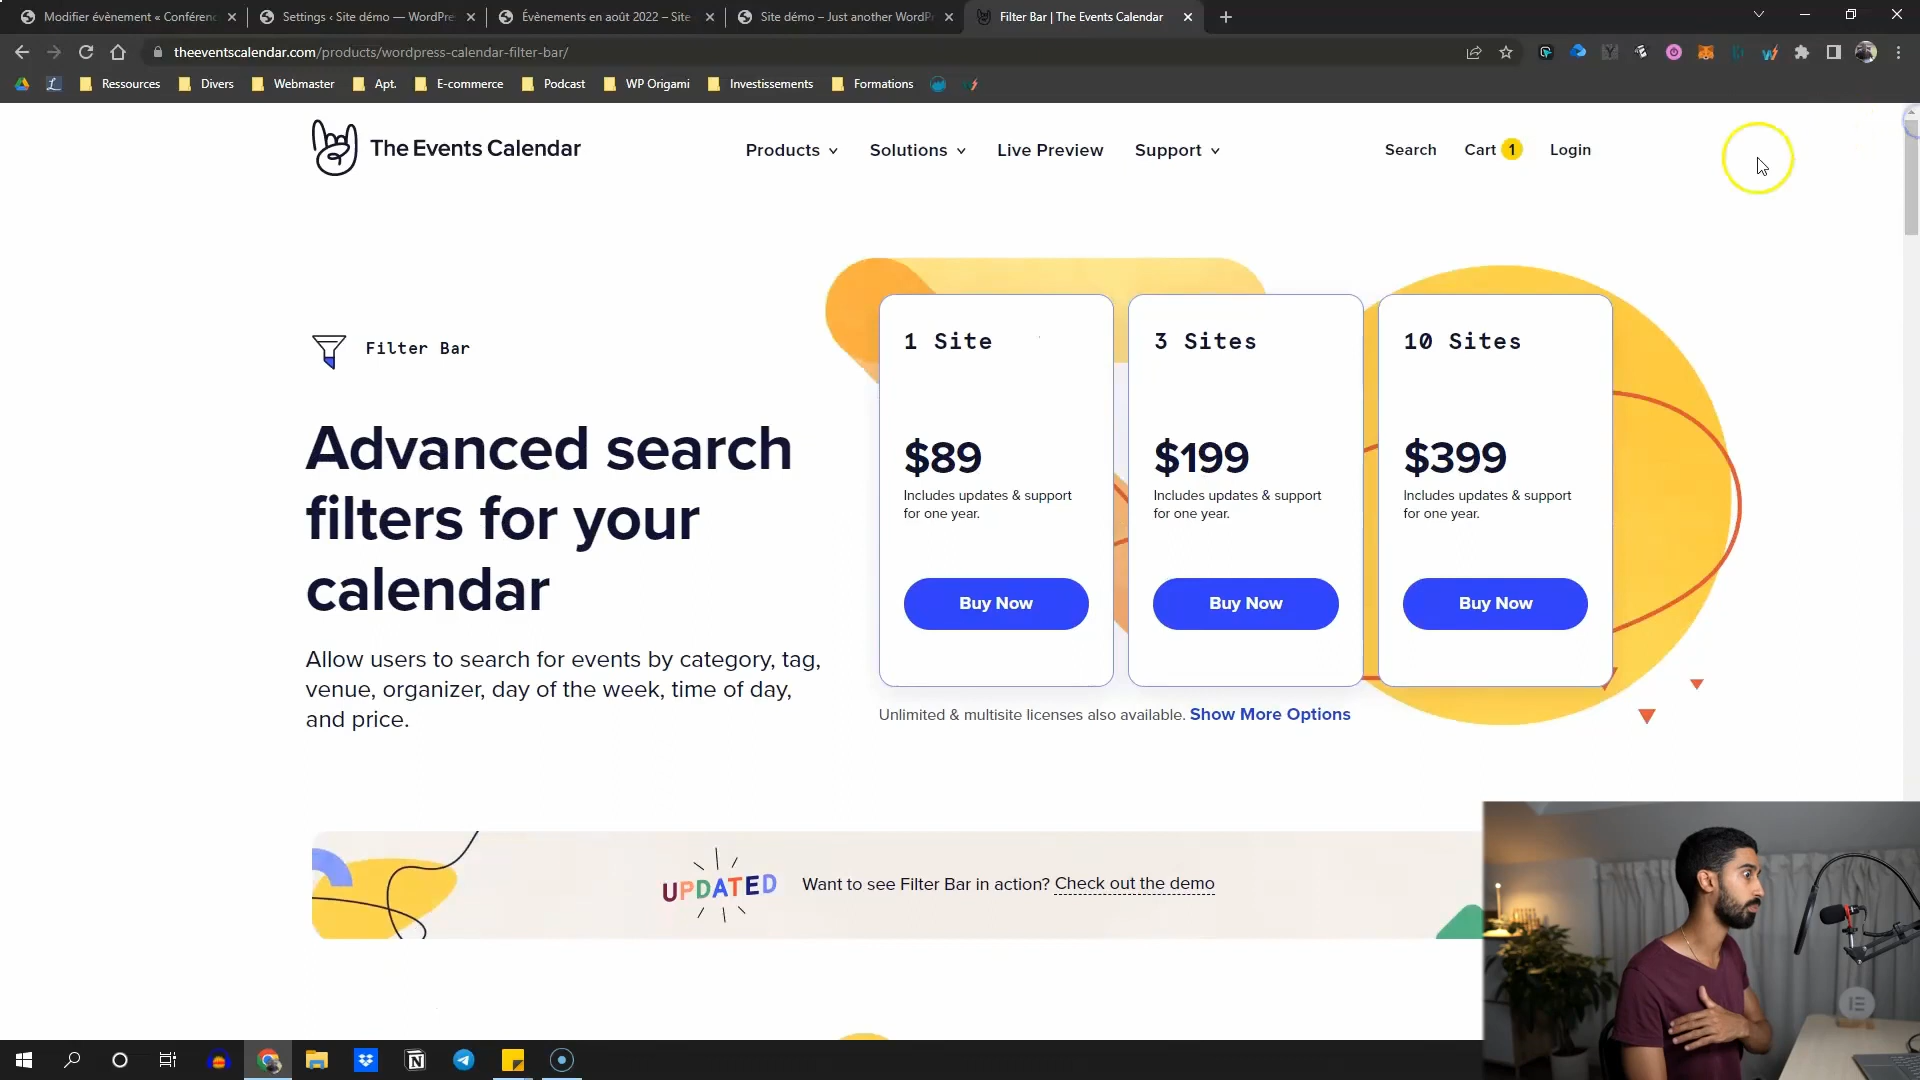 Modifier évènement « Conféren
Settings ‹ Site démo — WordPre
Évènements en août 2022 – Site
Site démo – Just another WordPr
Filter Bar | The Events Calendar
theeventscalendar.com/products/wordpress-calendar-filter-bar/
Ressources
Divers
Webmaster
Apt.
E-commerce
Podcast
WP Origami
Investissements
Formations
The Events Calendar
Products
Solutions
Live Preview
Support
Search
Cart 1
Login
Filter Bar
Advanced search
filters for your
calendar
Allow users to search for events by category, tag,
venue, organizer, day of the week, time of day,
and price.
1 Site
$89
Includes updates & support
for one year.
Buy Now
3 Sites
$199
Includes updates & support
for one year.
Buy Now
10 Sites
$399
Includes updates & support
for one year.
Buy Now
Unlimited & multisite licenses also available. Show More Options
UPDATED
Want to see Filter Bar in action? Check out the demo